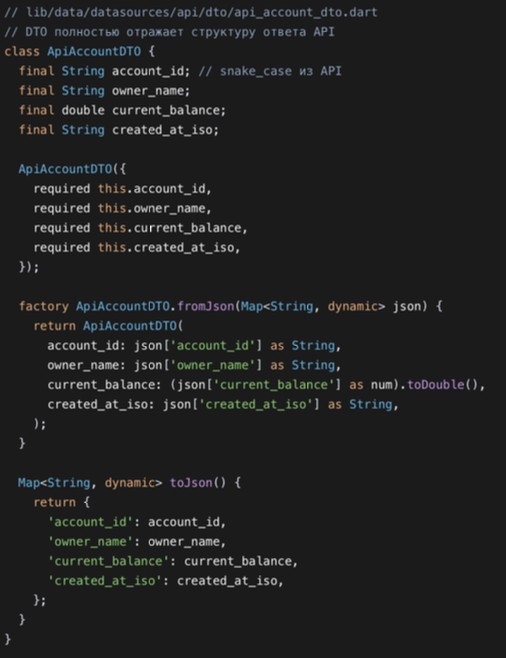 // lib/data/datasources/api/dto/api_account_dto.dart
// DTO полностью отражает структуру ответа API
class ApiAccountDTO {
  final String account_id; // snake_case из API
  final String owner_name;
  final double current_balance;
  final String created_at_iso;

  ApiAccountDTO({
    required this.account_id,
    required this.owner_name,
    required this.current_balance,
    required this.created_at_iso,
  });

  factory ApiAccountDTO.fromJson(Map<String, dynamic> json) {
    return ApiAccountDTO(
      account_id: json['account_id'] as String,
      owner_name: json['owner_name'] as String,
      current_balance: (json['current_balance'] as num).toDouble(),
      created_at_iso: json['created_at_iso'] as String,
    );
  }

  Map<String, dynamic> toJson() {
    return {
      'account_id': account_id,
      'owner_name': owner_name,
      'current_balance': current_balance,
      'created_at_iso': created_at_iso,
    };
  }
}